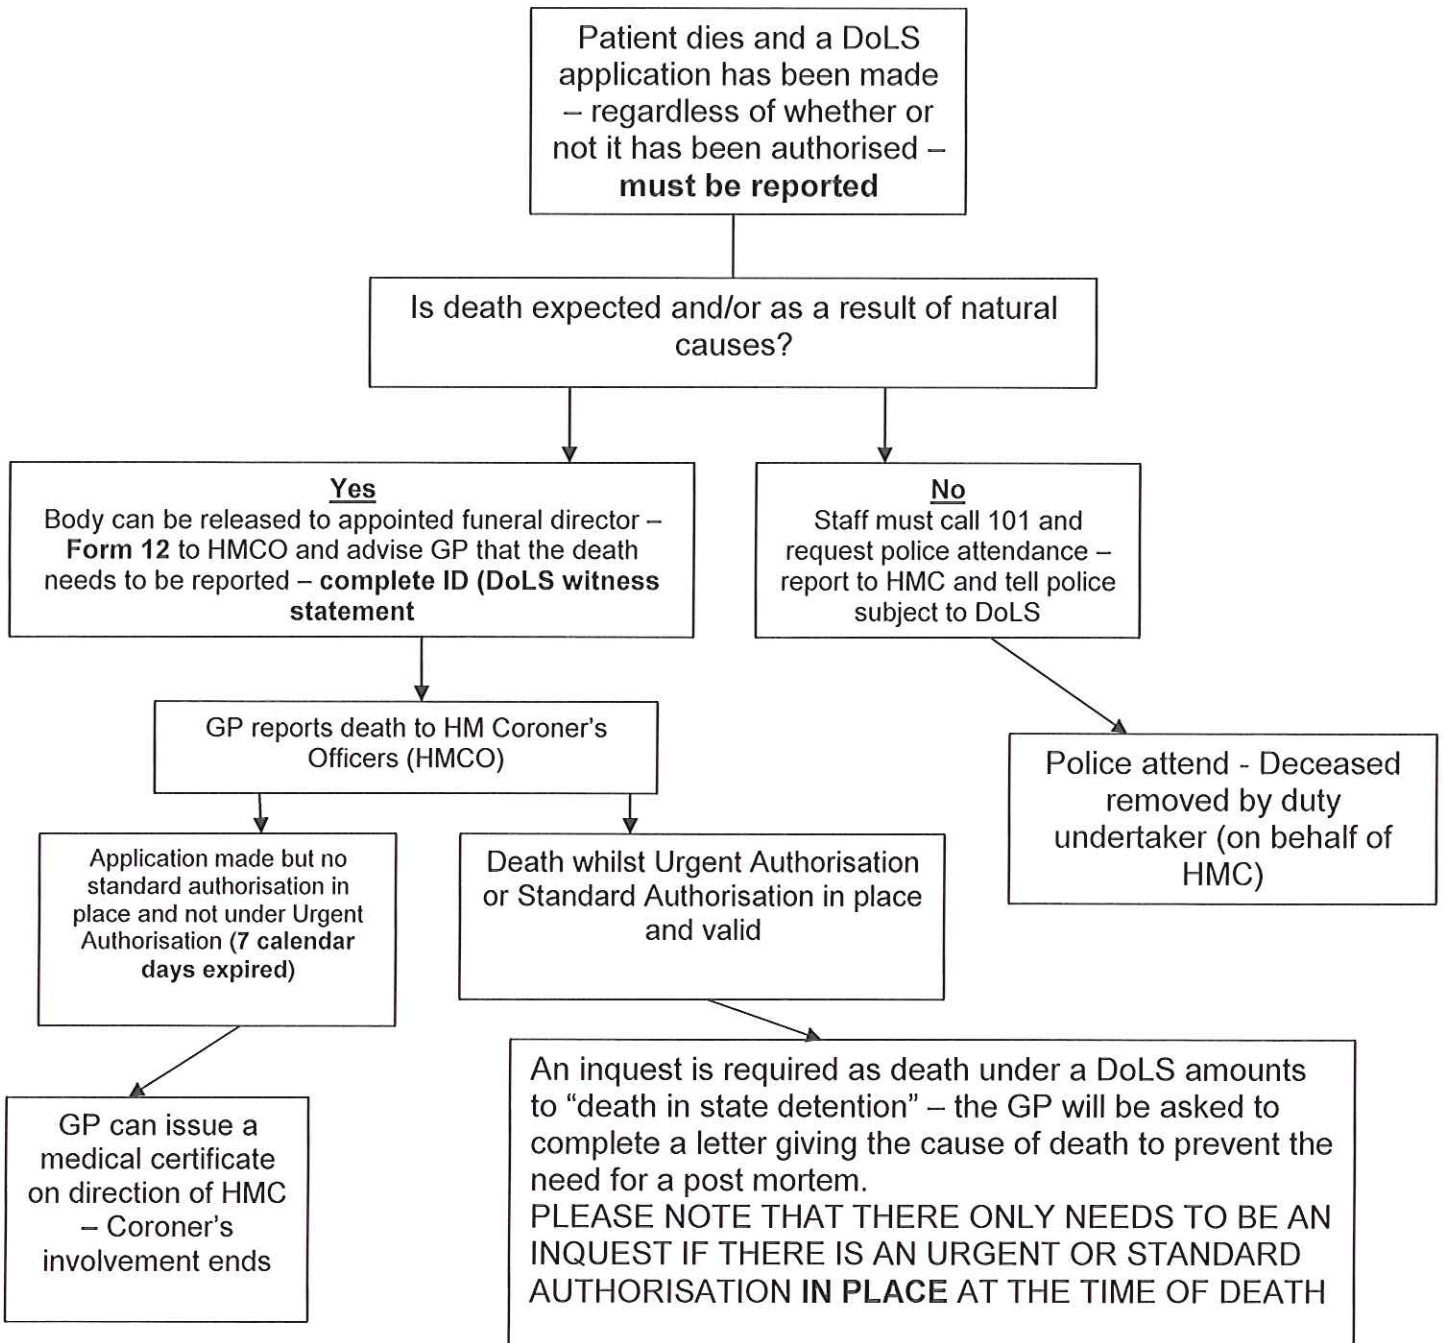 Patient dies and a DoLS
application has been made
– regardless of whether or
not it has been authorised –
must be reported
Is death expected and/or as a result of natural
causes?
Yes
Body can be released to appointed funeral director –
Form 12 to HMCO and advise GP that the death
needs to be reported – complete ID (DoLS witness
statement
No
Staff must call 101 and
request police attendance –
report to HMC and tell police
subject to DoLS
GP reports death to HM Coroner's
Officers (HMCO)
Police attend - Deceased
removed by duty
undertaker (on behalf of
HMC)
Application made but no
standard authorisation in
place and not under Urgent
Authorisation (7 calendar
days expired)
Death whilst Urgent Authorisation
or Standard Authorisation in place
and valid
GP can issue a
medical certificate
on direction of HMC
– Coroner's
involvement ends
An inquest is required as death under a DoLS amounts
to “death in state detention” – the GP will be asked to
complete a letter giving the cause of death to prevent the
need for a post mortem.
PLEASE NOTE THAT THERE ONLY NEEDS TO BE AN
INQUEST IF THERE IS AN URGENT OR STANDARD
AUTHORISATION IN PLACE AT THE TIME OF DEATH